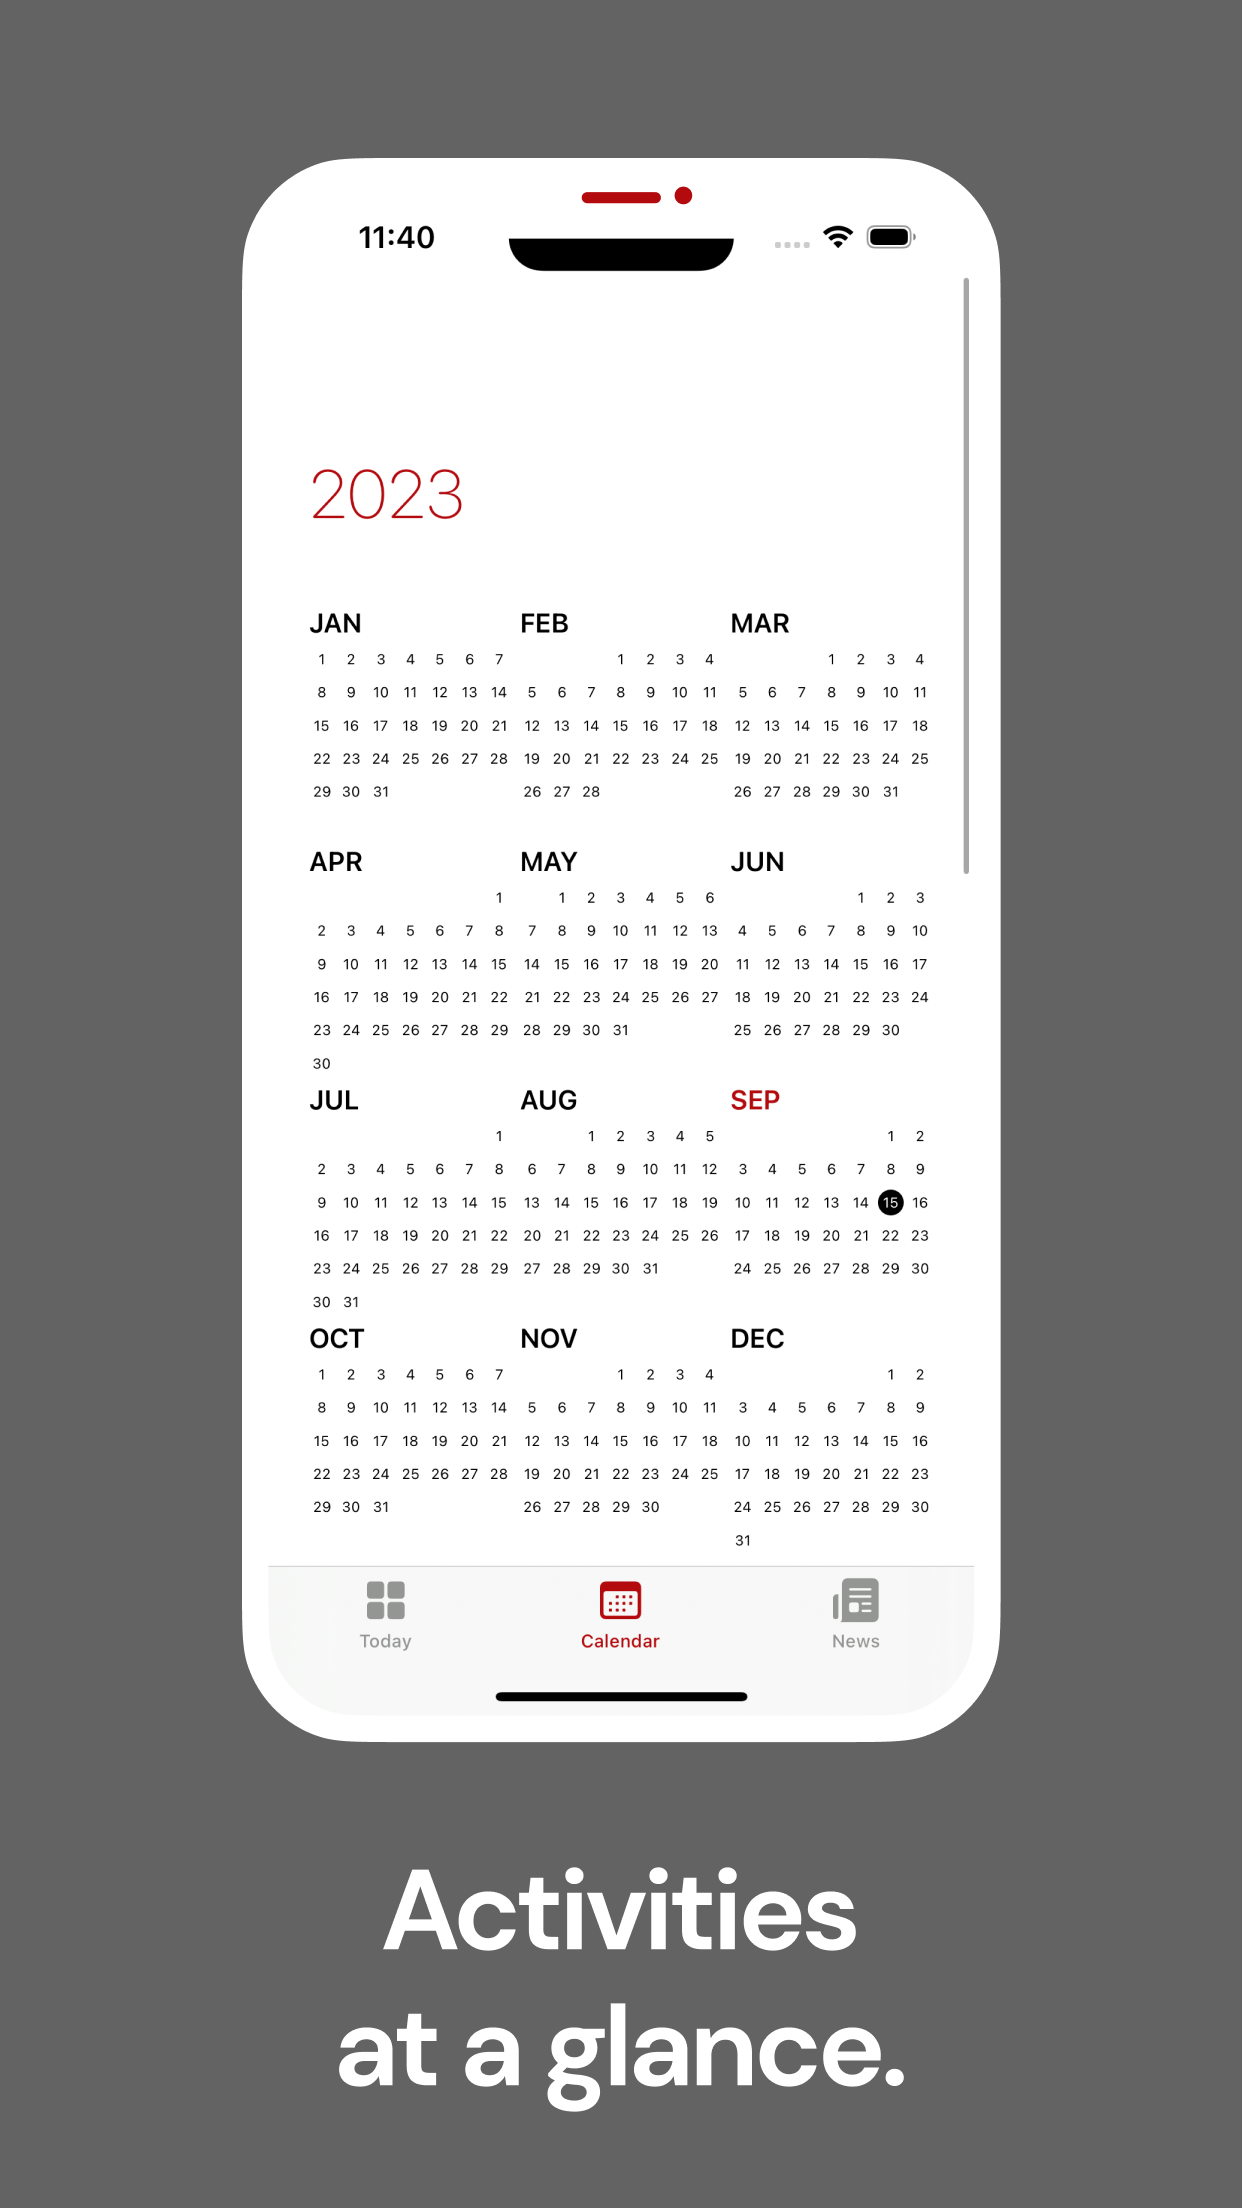 11:40
2023
JAN FEB MAR
1 2 3 4 5 6 7 1 2 3 4 1 2 3 4
8 9 10 11 12 13 14 5 6 7 8 9 10 11 5 6 7 8 9 10 11
15 16 17 18 19 20 21 12 13 14 15 16 17 18 12 13 14 15 16 17 18
22 23 24 25 26 27 28 19 20 21 22 23 24 25 19 20 21 22 23 24 25
29 30 31 26 27 28 26 27 28 29 30 31
APR MAY JUN
1 1 2 3 4 5 6 1 2 3
2 3 4 5 6 7 8 7 8 9 10 11 12 13 4 5 6 7 8 9 10
9 10 11 12 13 14 15 14 15 16 17 18 19 20 11 12 13 14 15 16 17
16 17 18 19 20 21 22 21 22 23 24 25 26 27 18 19 20 21 22 23 24
23 24 25 26 27 28 29 28 29 30 31 25 26 27 28 29 30
30
JUL AUG SEP
1 1 2 3 4 5 1 2
2 3 4 5 6 7 8 6 7 8 9 10 11 12 3 4 5 6 7 8 9
9 10 11 12 13 14 15 13 14 15 16 17 18 19 10 11 12 13 14 15 16
16 17 18 19 20 21 22 20 21 22 23 24 25 26 17 18 19 20 21 22 23
23 24 25 26 27 28 29 27 28 29 30 31 24 25 26 27 28 29 30
30 31
OCT NOV DEC
1 2 3 4 5 6 7 1 2 3 4 1 2
8 9 10 11 12 13 14 5 6 7 8 9 10 11 3 4 5 6 7 8 9
15 16 17 18 19 20 21 12 13 14 15 16 17 18 10 11 12 13 14 15 16
22 23 24 25 26 27 28 19 20 21 22 23 24 25 17 18 19 20 21 22 23
29 30 31 26 27 28 29 30 24 25 26 27 28 29 30
31
Today Calendar News
Activities
at a glance.